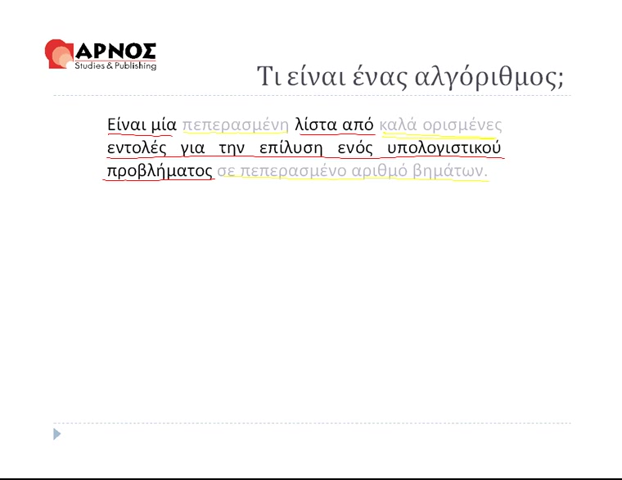 ΑΡΝΟΣ
Studies & Publishing
Τι είναι ένας αλγόριθμος;
Είναι μία πεπερασμένη λίστα από καλά ορισμένες
εντολές για την επίλυση ενός υπολογιστικού
προβλήματος σε πεπερασμένο αριθμό βημάτων.